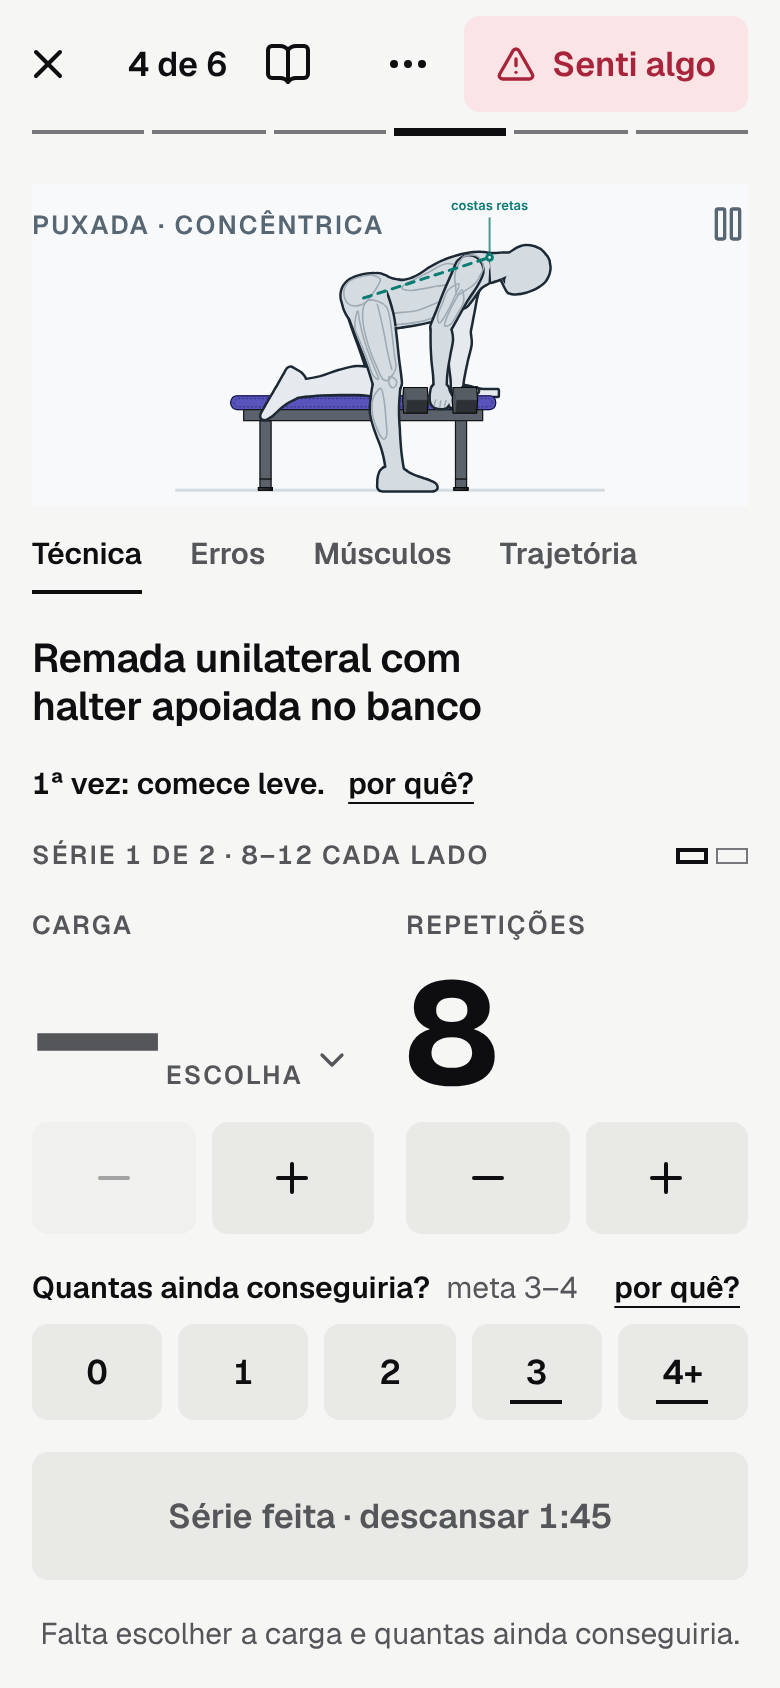 4 de 6
Senti algo
PUXADA · CONCÊNTRICA
costas retas
Técnica
Erros
Músculos
Trajetória
Remada unilateral com
halter apoiada no banco
1ª vez: comece leve. por quê?
SÉRIE 1 DE 2 · 8–12 CADA LADO
CARGA
REPETIÇÕES
— ESCOLHA
8
− +
− +
Quantas ainda conseguiria? meta 3–4 por quê?
0 1 2 3 4+
Série feita · descansar 1:45
Falta escolher a carga e quantas ainda conseguiria.